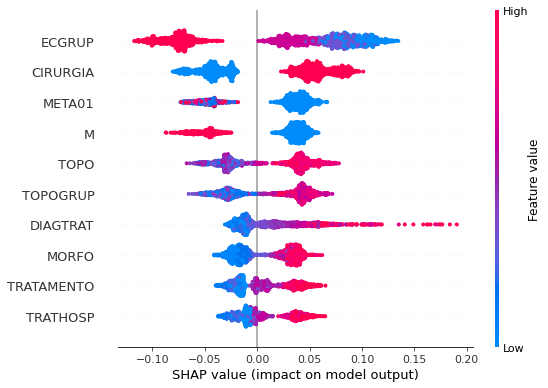 High
ECGRUP
CIRURGIA
META01
M
TOPO
TOPOGRUP
DIAGTRAT
MORFO
TRATAMENTO
TRATHOSP
Feature value
Low
−0.10 −0.05 0.00 0.05 0.10 0.15 0.20
SHAP value (impact on model output)